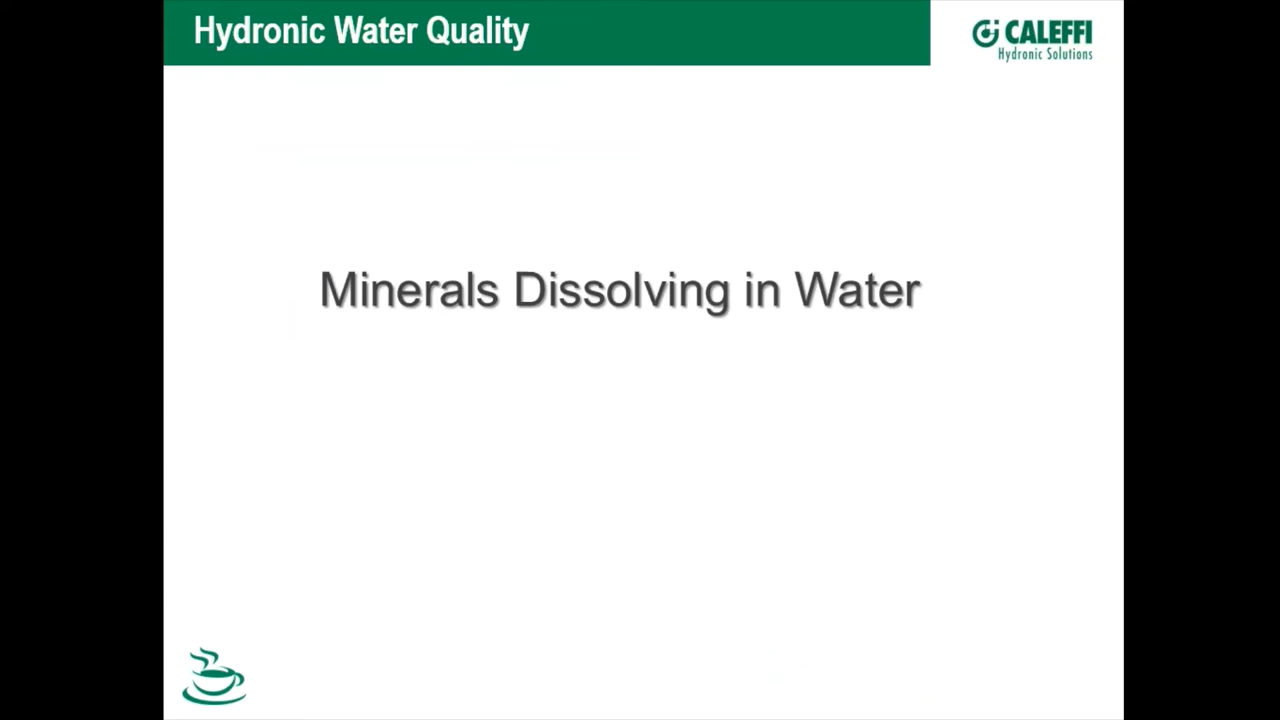 Hydronic Water Quality
CALEFFI
Hydronic Solutions
Minerals Dissolving in Water